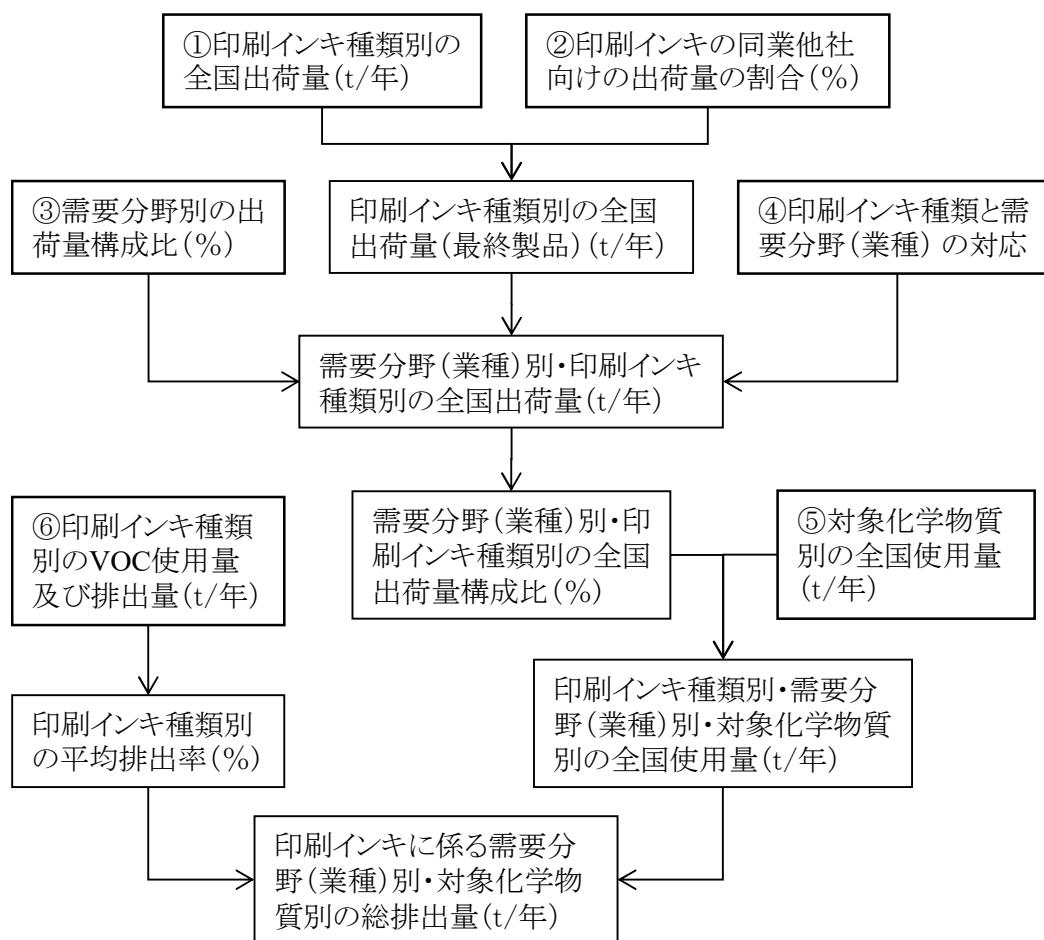 ①印刷インキ種類別の
全国出荷量(t/年)
②印刷インキの同業他社
向けの出荷量の割合(%)
③需要分野別の出
荷量構成比(%)
印刷インキ種類別の全国
出荷量(最終製品)(t/年)
④印刷インキ種類と需
要分野(業種) の対応
需要分野(業種)別・印刷インキ
種類別の全国出荷量(t/年)
⑥印刷インキ種類
別のVOC使用量
及び排出量(t/年)
需要分野(業種)別・印
刷インキ種類別の全国
出荷量構成比(%)
⑤対象化学物質
別の全国使用量
(t/年)
印刷インキ種類別
の平均排出率(%)
印刷インキ種類別・需要分
野(業種)別・対象化学物質
別の全国使用量(t/年)
印刷インキに係る需要分
野(業種)別・対象化学物
質別の総排出量(t/年)